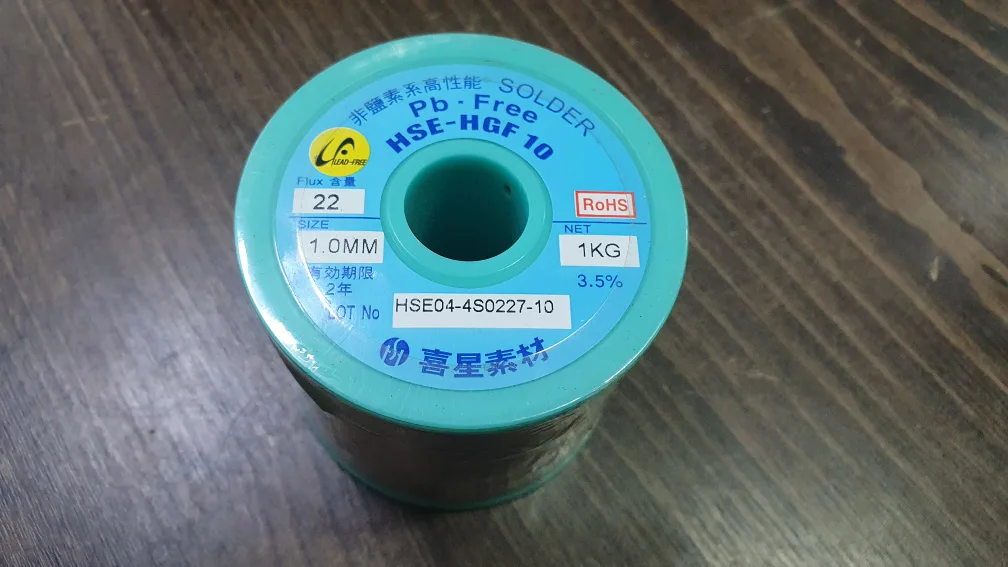 非鹽素系高性能 SOLDER
Pb·Free
HSE-HGF 10
LEAD-FREE
Flux 含量
22
RoHS
SIZE
1.0MM
NET
1KG
有効期限
2年
3.5%
LOT No
HSE04-4S0227-10
喜星素材